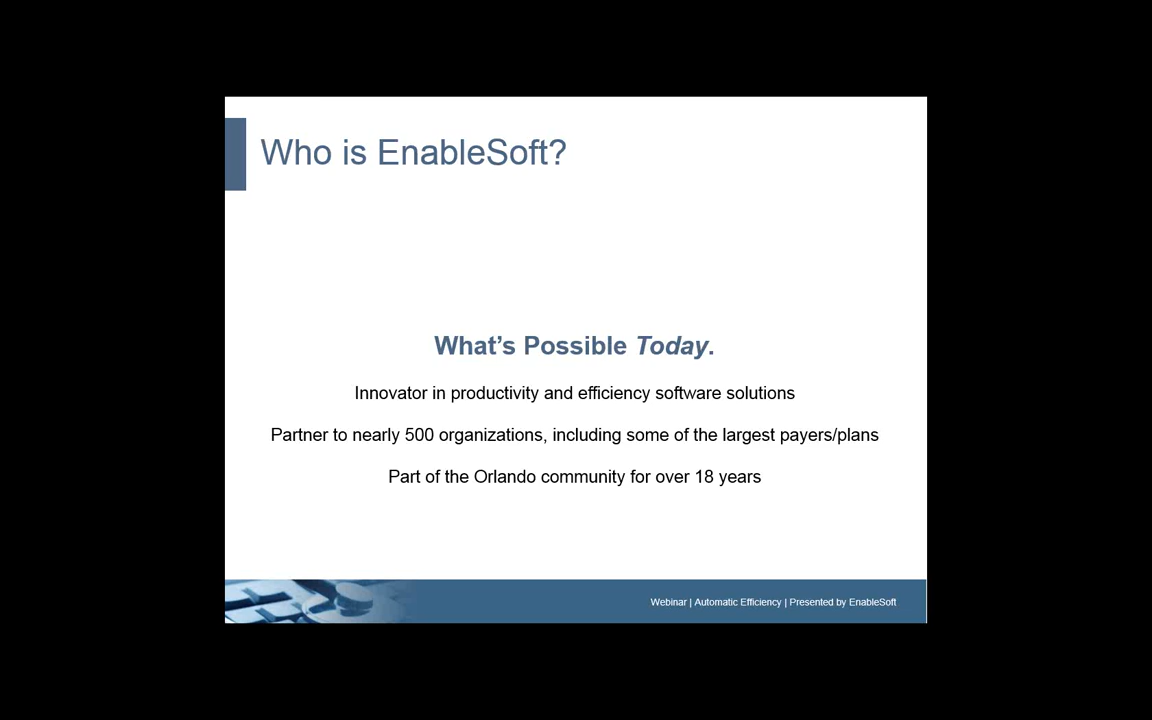 Who is EnableSoft?
What's Possible Today.
Innovator in productivity and efficiency software solutions
Partner to nearly 500 organizations, including some of the largest payers/plans
Part of the Orlando community for over 18 years
Webinar | Automatic Efficiency | Presented by EnableSoft